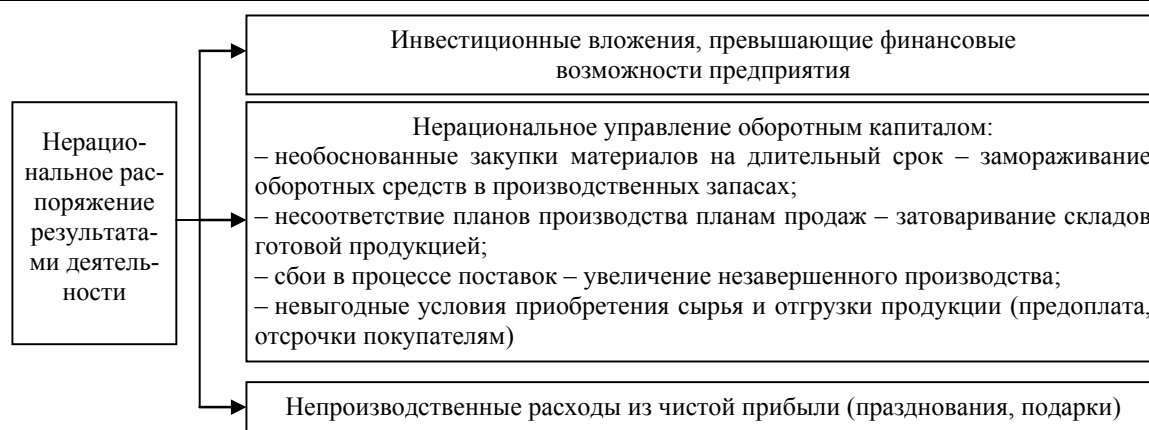 Нерацио-
нальное рас-
поряжение
результата-
ми деятель-
ности
Инвестиционные вложения, превышающие финансовые
возможности предприятия
Нерациональное управление оборотным капиталом:
– необоснованные закупки материалов на длительный срок – замораживание
оборотных средств в производственных запасах;
– несоответствие планов производства планам продаж – затоваривание складов
готовой продукцией;
– сбои в процессе поставок – увеличение незавершенного производства;
– невыгодные условия приобретения сырья и отгрузки продукции (предоплата,
отсрочки покупателям)
Непроизводственные расходы из чистой прибыли (празднования, подарки)